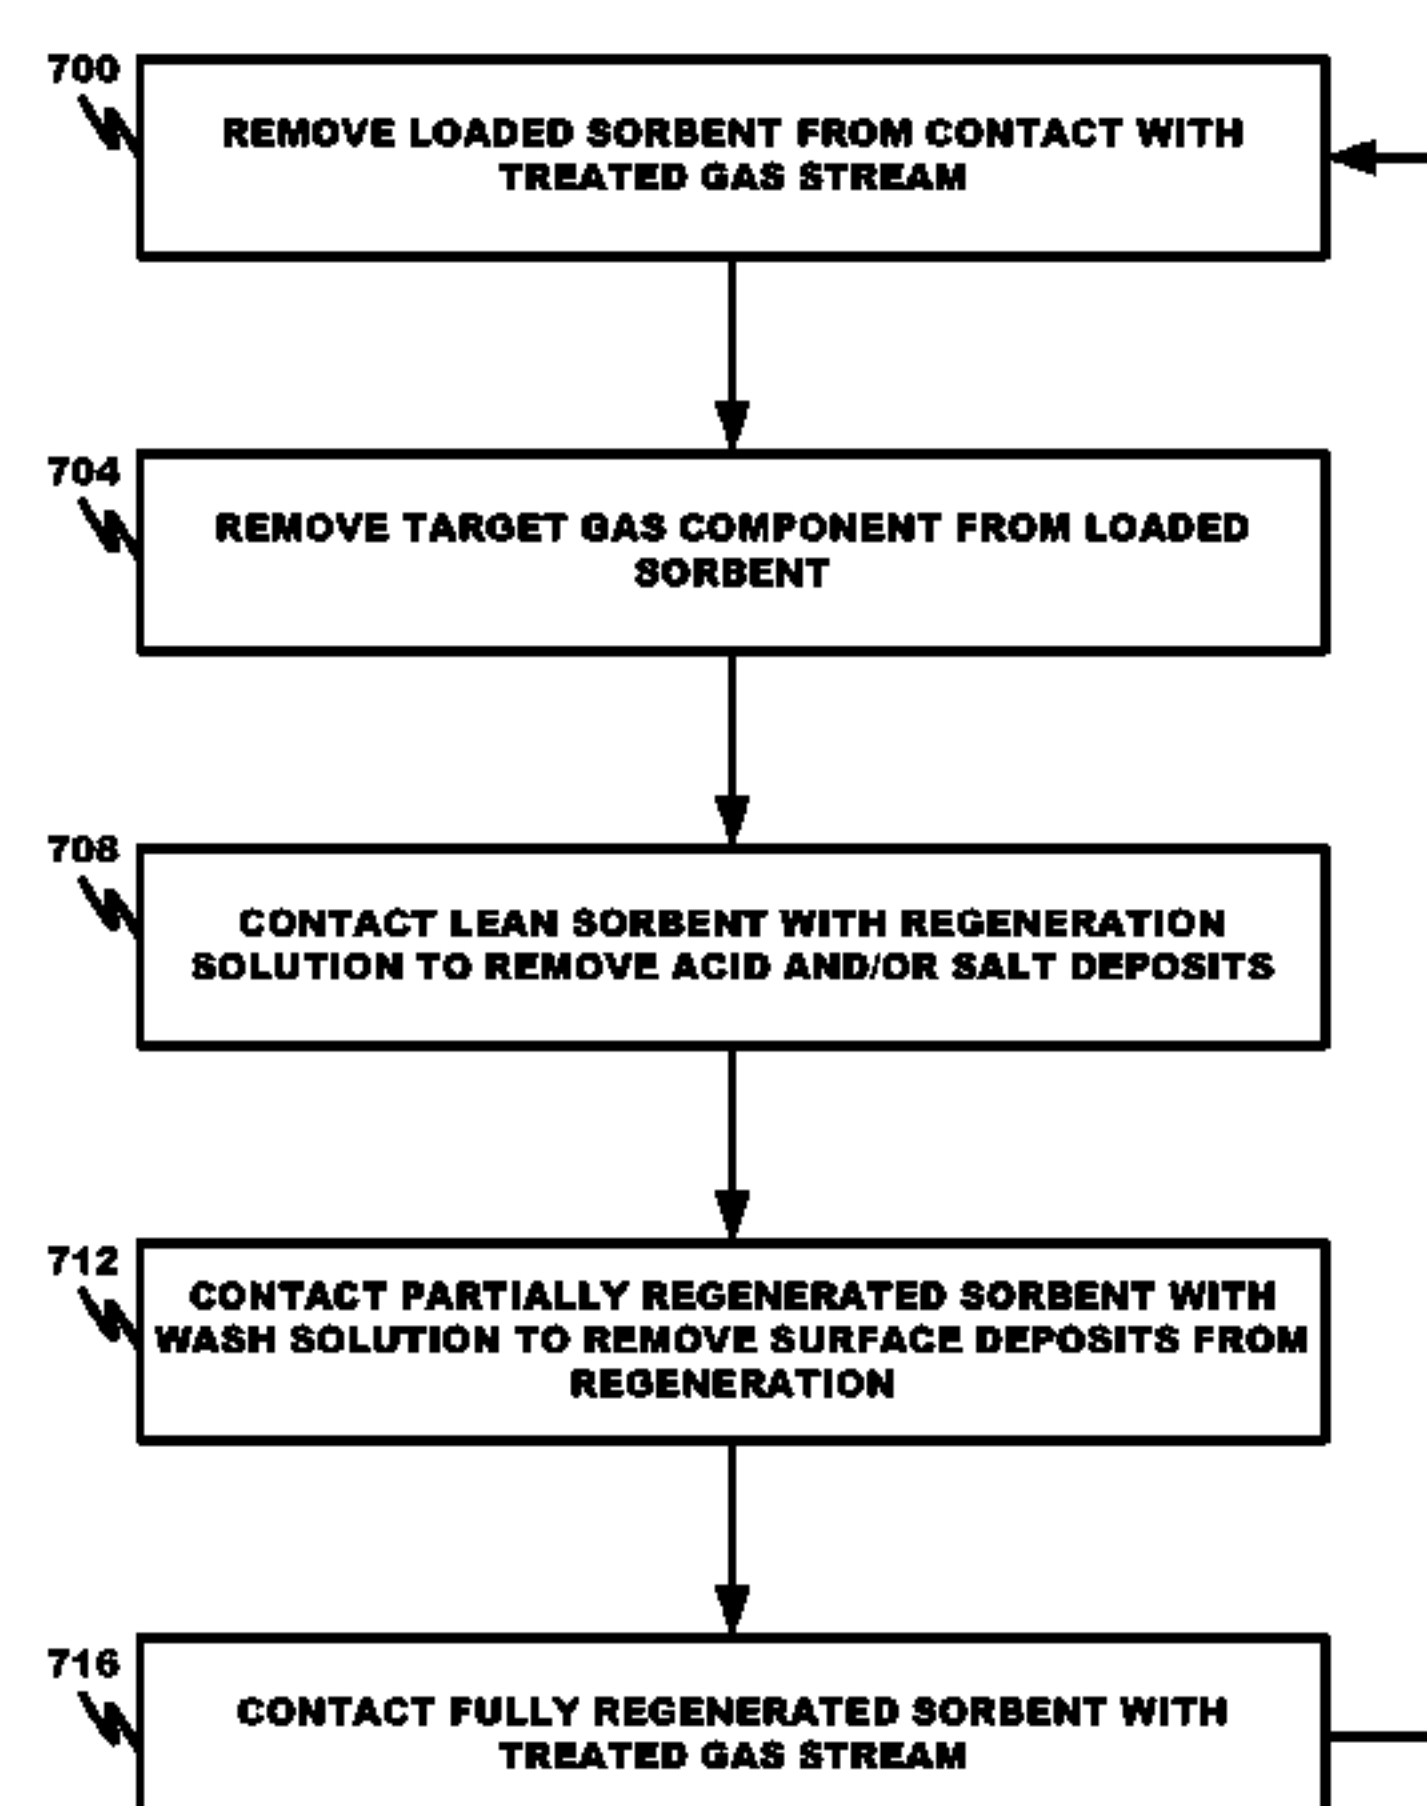 700
REMOVE LOADED SORBENT FROM CONTACT WITH
TREATED GAS STREAM
704
REMOVE TARGET GAS COMPONENT FROM LOADED
SORBENT
708
CONTACT LEAN SORBENT WITH REGENERATION
SOLUTION TO REMOVE ACID AND/OR SALT DEPOSITS
712
CONTACT PARTIALLY REGENERATED SORBENT WITH
WASH SOLUTION TO REMOVE SURFACE DEPOSITS FROM
REGENERATION
716
CONTACT FULLY REGENERATED SORBENT WITH
TREATED GAS STREAM